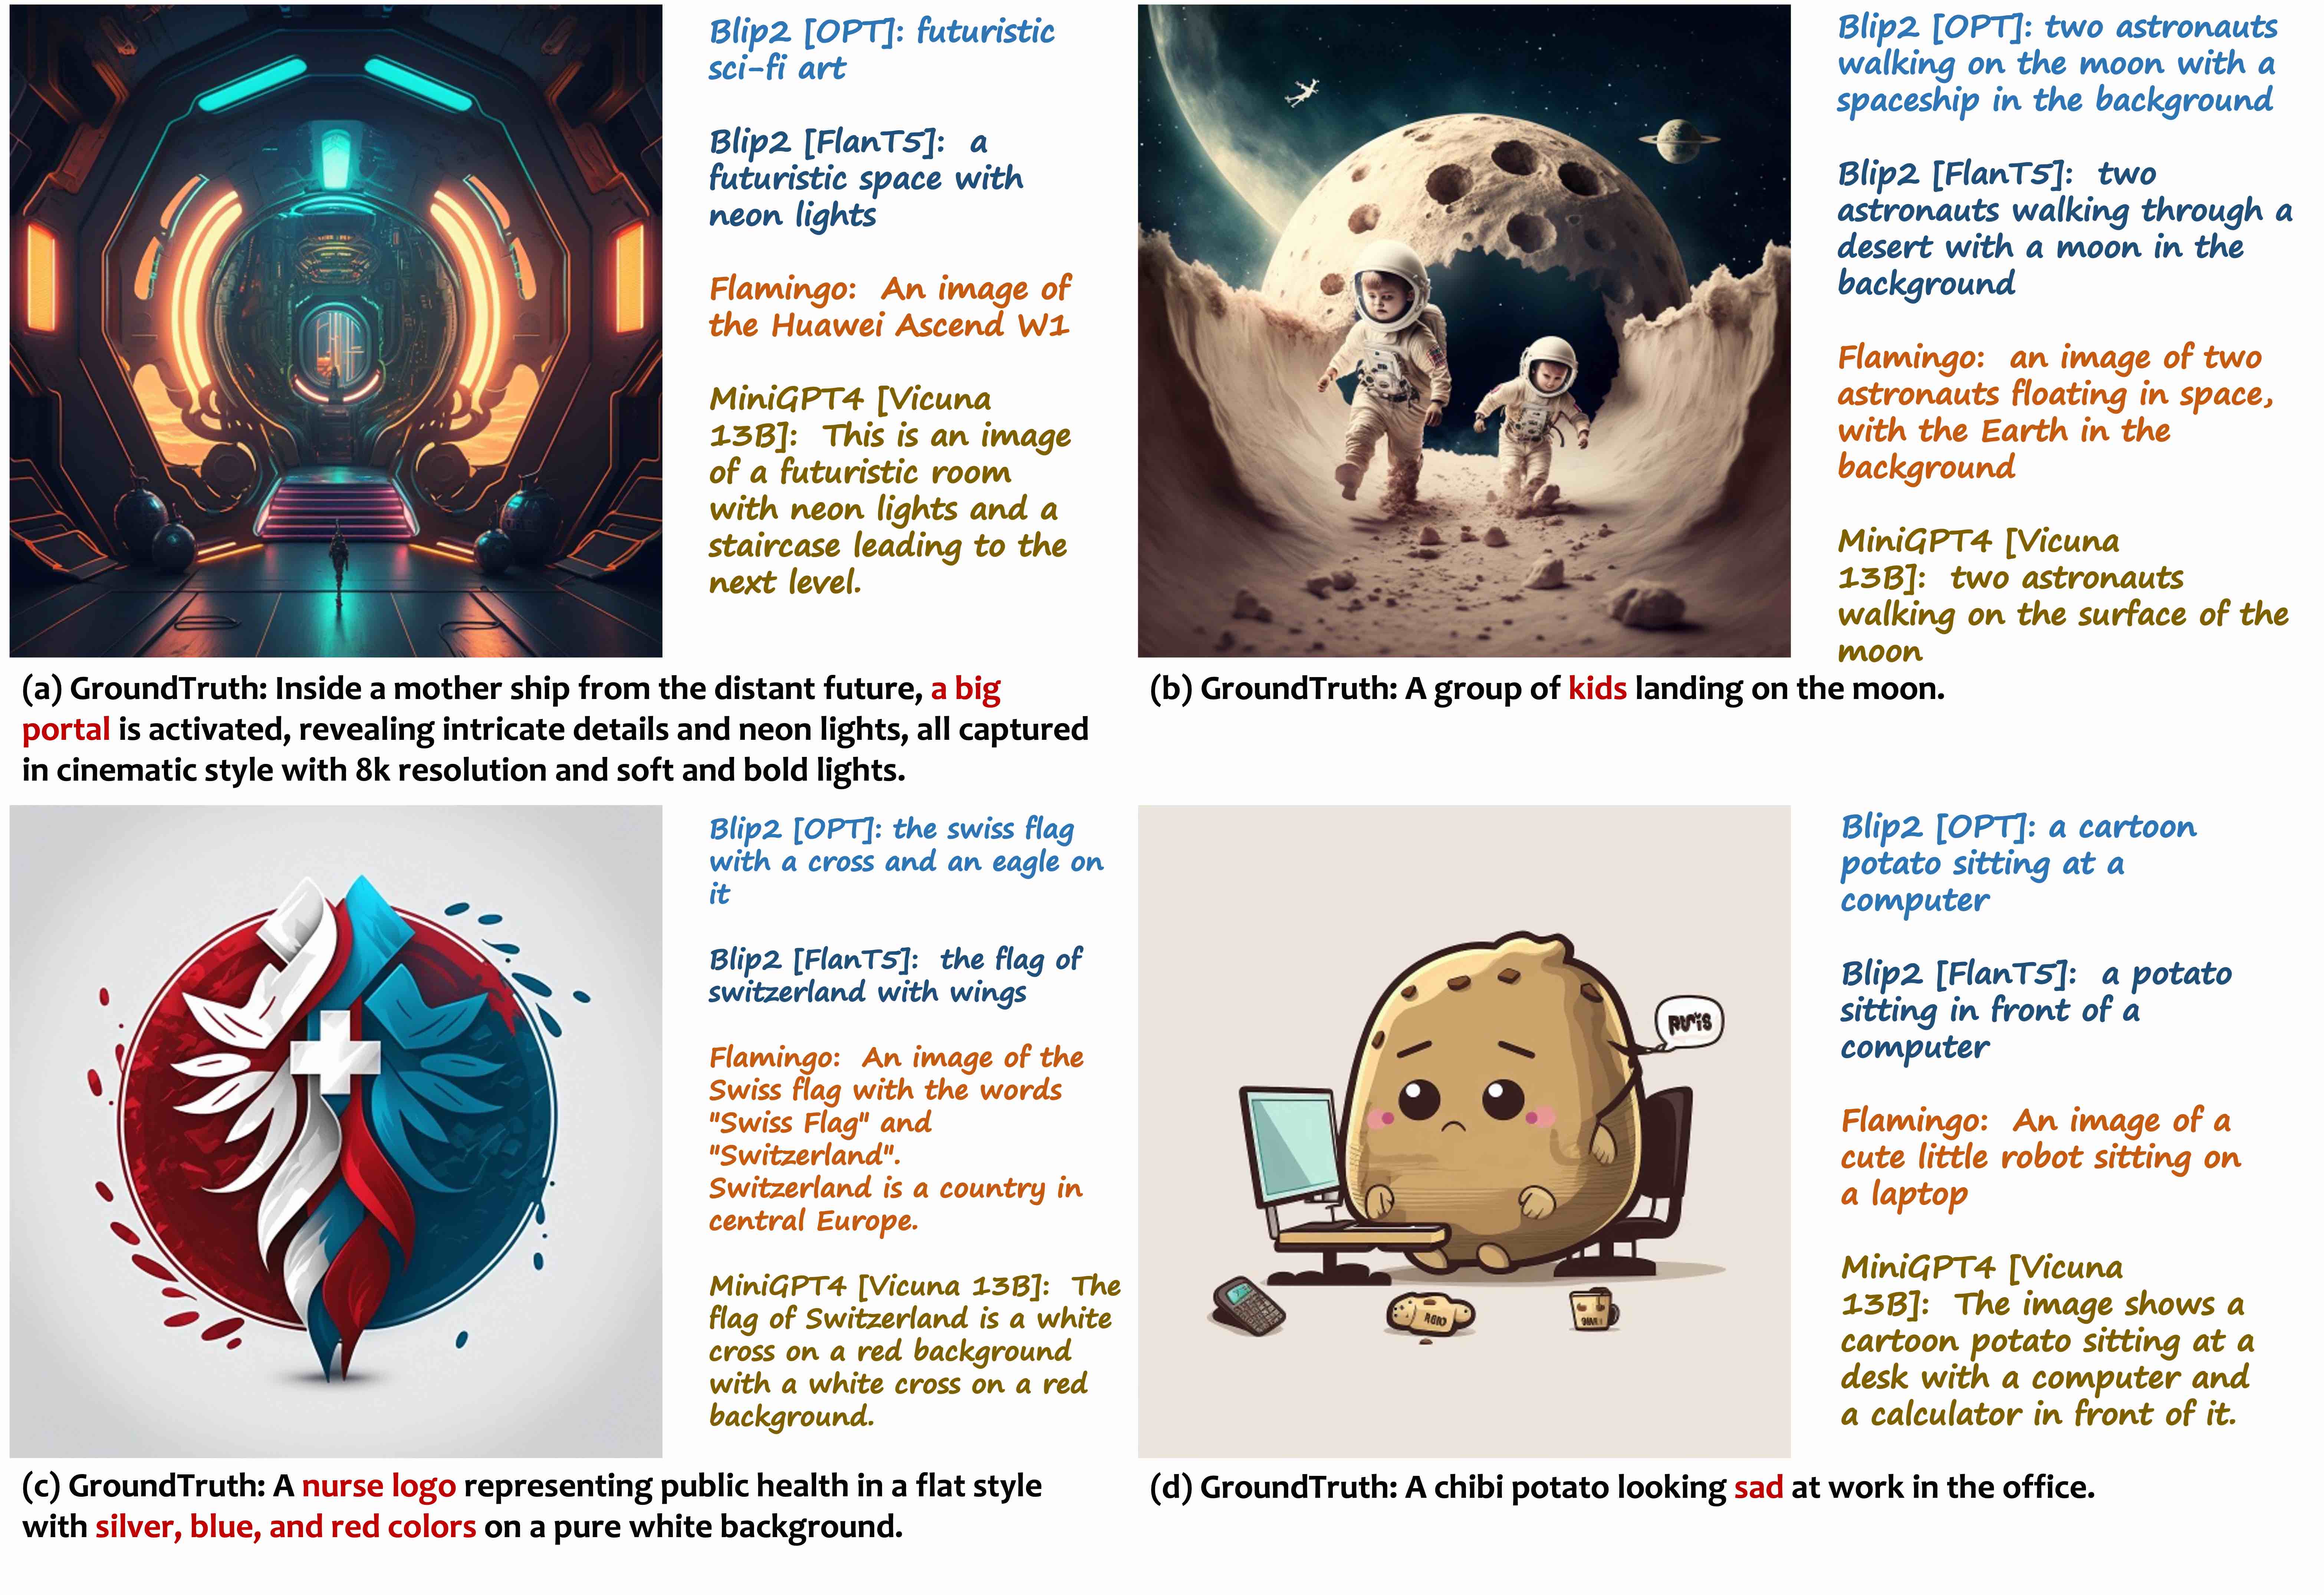 Blip2 [OPT]: futuristic
sci-fi art
Blip2 [FlanT5]: a
futuristic space with
neon lights
Flamingo: An image of
the Huawei Ascend W1
MiniGPT4 [Vicuna
13B]: This is an image
of a futuristic room
with neon lights and a
staircase leading to the
next level.
(a) GroundTruth: Inside a mother ship from the distant future, a big
portal is activated, revealing intricate details and neon lights, all captured
in cinematic style with 8k resolution and soft and bold lights.
Blip2 [OPT]: two astronauts
walking on the moon with a
spaceship in the background
Blip2 [FlanT5]: two
astronauts walking through a
desert with a moon in the
background
Flamingo: an image of two
astronauts floating in space,
with the Earth in the
background
MiniGPT4 [Vicuna
13B]: two astronauts
walking on the surface of the
moon
(b) GroundTruth: A group of kids landing on the moon.
Blip2 [OPT]: the swiss flag
with a cross and an eagle on
it
Blip2 [FlanT5]: the flag of
switzerland with wings
Flamingo: An image of the
Swiss flag with the words
"Swiss Flag" and
"Switzerland".
Switzerland is a country in
central Europe.
MiniGPT4 [Vicuna 13B]: The
flag of Switzerland is a white
cross on a red background
with a white cross on a red
background.
(c) GroundTruth: A nurse logo representing public health in a flat style
with silver, blue, and red colors on a pure white background.
Blip2 [OPT]: a cartoon
potato sitting at a
computer
Blip2 [FlanT5]: a potato
sitting in front of a
computer
Flamingo: An image of a
cute little robot sitting on
a laptop
MiniGPT4 [Vicuna
13B]: The image shows a
cartoon potato sitting at a
desk with a computer and
a calculator in front of it.
(d) GroundTruth: A chibi potato looking sad at work in the office.